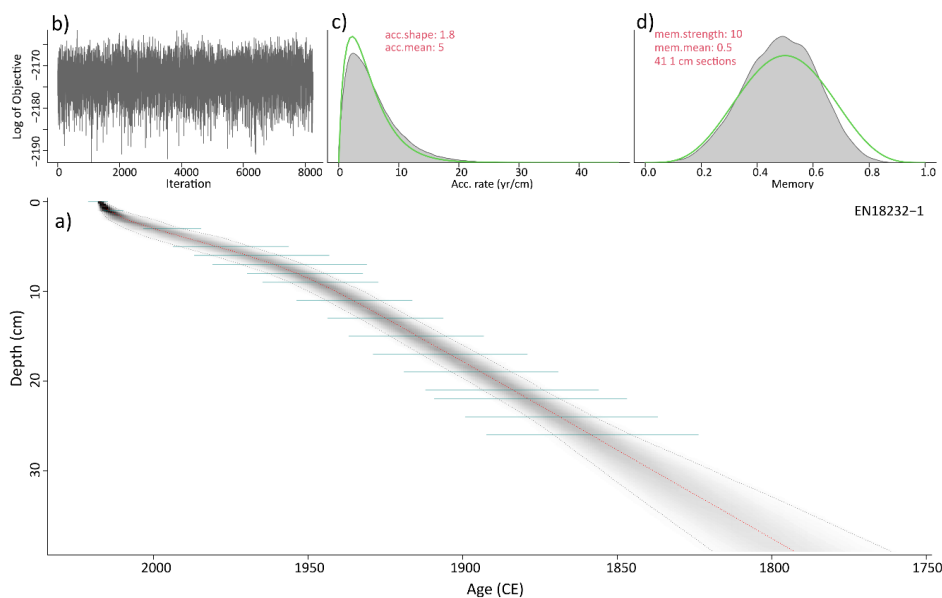 b)
Log of Objective
−2170
−2180
−2190
0
2000
4000
6000
8000
Iteration
c)
acc.shape: 1.8
acc.mean: 5
0
10
20
30
40
Acc. rate (yr/cm)
d)
mem.strength: 10
mem.mean: 0.5
41 1 cm sections
0.0
0.2
0.4
0.6
0.8
1.0
Memory
a)
EN18232−1
Depth (cm)
0
10
20
30
2000
1950
1900
1850
1800
1750
Age (CE)